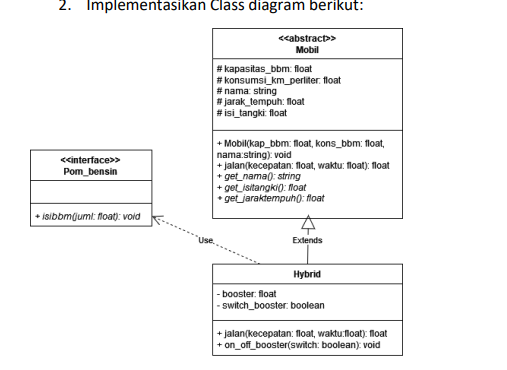 2. Implementasikan Class diagram berikut:
<<abstract>>
Mobil
# kapasitas_bbm: float
# konsumsi_km_perliter: float
# nama: string
# jarak_tempuh: float
# isi_tangki: float
+ Mobil(kap_bbm: float, kons_bbm: float,
nama:string): void
+ jalan(kecepatan: float, waktu: float): float
+ get_nama(): string
+ get_isitangki(): float
+ get_jaraktempuh(): float
<<interface>>
Pom_bensin
+ isibbm(juml: float): void
Use
Extends
Hybrid
- booster: float
- switch_booster: boolean
+ jalan(kecepatan: float, waktu:float): float
+ on_off_booster(switch: boolean): void